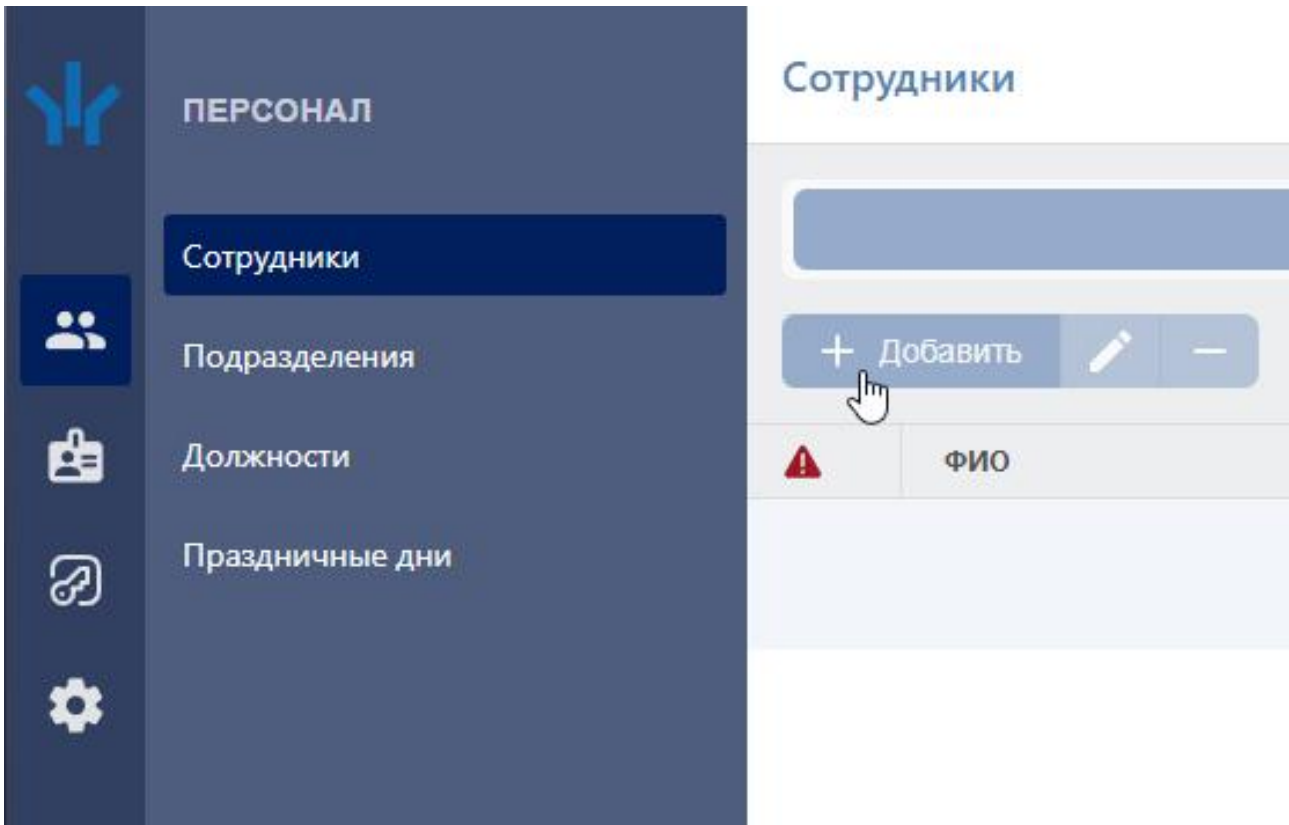 ПЕРСОНАЛ
Сотрудники
Подразделения
Должности
Праздничные дни
Сотрудники
+ Добавить
ФИО